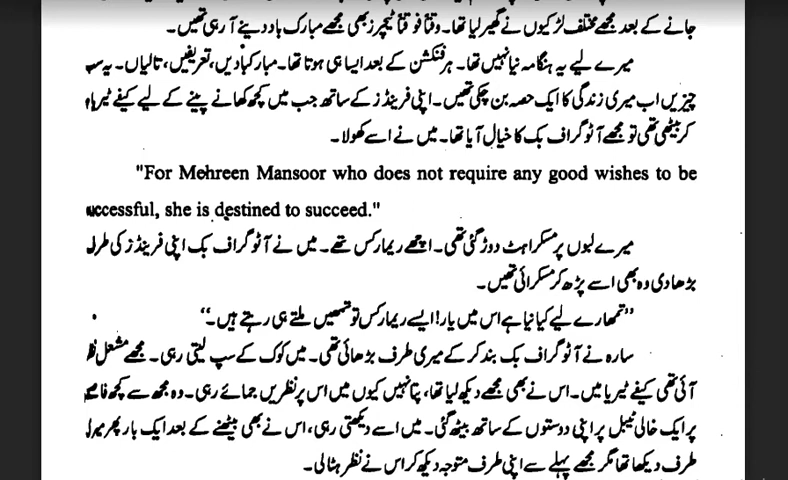 جانے کے بعد مجھے مختلف لڑکیوں نے گھیر لیا تھا۔ وقتاً فوقتاً ٹیچرز بھی مجھے مبارک باد دینے آ رہی تھیں۔
میرے لیے یہ ہنگامہ نیا نہیں تھا۔ ہر فنکشن کے بعد ایسا ہی ہوتا تھا۔ مبارکبادیں، تعریفیں، تالیاں۔ یہ سب
چیزیں اب میری زندگی کا ایک حصہ بن چکی تھیں۔ اپنی فرینڈز کے ساتھ جب میں کچھ کھانے پینے کے لیے کیفے ٹیریا
کر بیٹھی تھی تو مجھے آٹو گراف بک کا خیال آیا تھا۔ میں نے اسے کھولا۔
"For Mehreen Mansoor who does not require any good wishes to be
uccessful, she is destined to succeed."
میرے لبوں پر مسکراہٹ دوڑ گئی تھی۔ اچھے ریمارکس تھے۔ میں نے آٹو گراف بک اپنی فرینڈز کی طرف
بڑھا دی وہ بھی اسے پڑھ کر مسکرائی تھیں۔
"تمھارے لیے کیا نیا ہے اس میں یار! ایسے ریمارکس تو تمھیں ملتے ہی رہتے ہیں۔"
سارہ نے آٹو گراف بک بند کر کے میری طرف بڑھائی تھی۔ میں کوک کے سپ لیتی رہی۔ مجھے مشعل نظر
آئی تھی کیفے ٹیریا میں۔ اس نے بھی مجھے دیکھ لیا تھا، پتا نہیں کیوں میں اس پر نظریں جمائے رہی۔ وہ مجھ سے کچھ فاصلے
پر ایک خالی ٹیبل پر اپنی دوستوں کے ساتھ بیٹھ گئی۔ میں اسے دیکھتی رہی، اس نے بھی بیٹھنے کے بعد ایک بار پھر میری
طرف دیکھا تھا مگر مجھے پہلے سے اپنی طرف متوجہ دیکھ کر اس نے نظر ہٹا لی۔